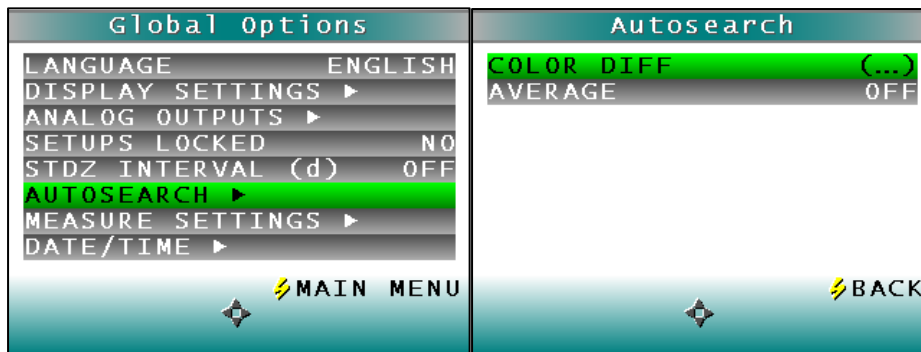 Global Options
LANGUAGE ENGLISH
DISPLAY SETTINGS ►
ANALOG OUTPUTS ►
SETUPS LOCKED NO
STDZ INTERVAL (d) OFF
AUTOSEARCH ►
MEASURE SETTINGS ►
DATE/TIME ►
MAIN MENU
Autosearch
COLOR DIFF (...)
AVERAGE OFF
BACK